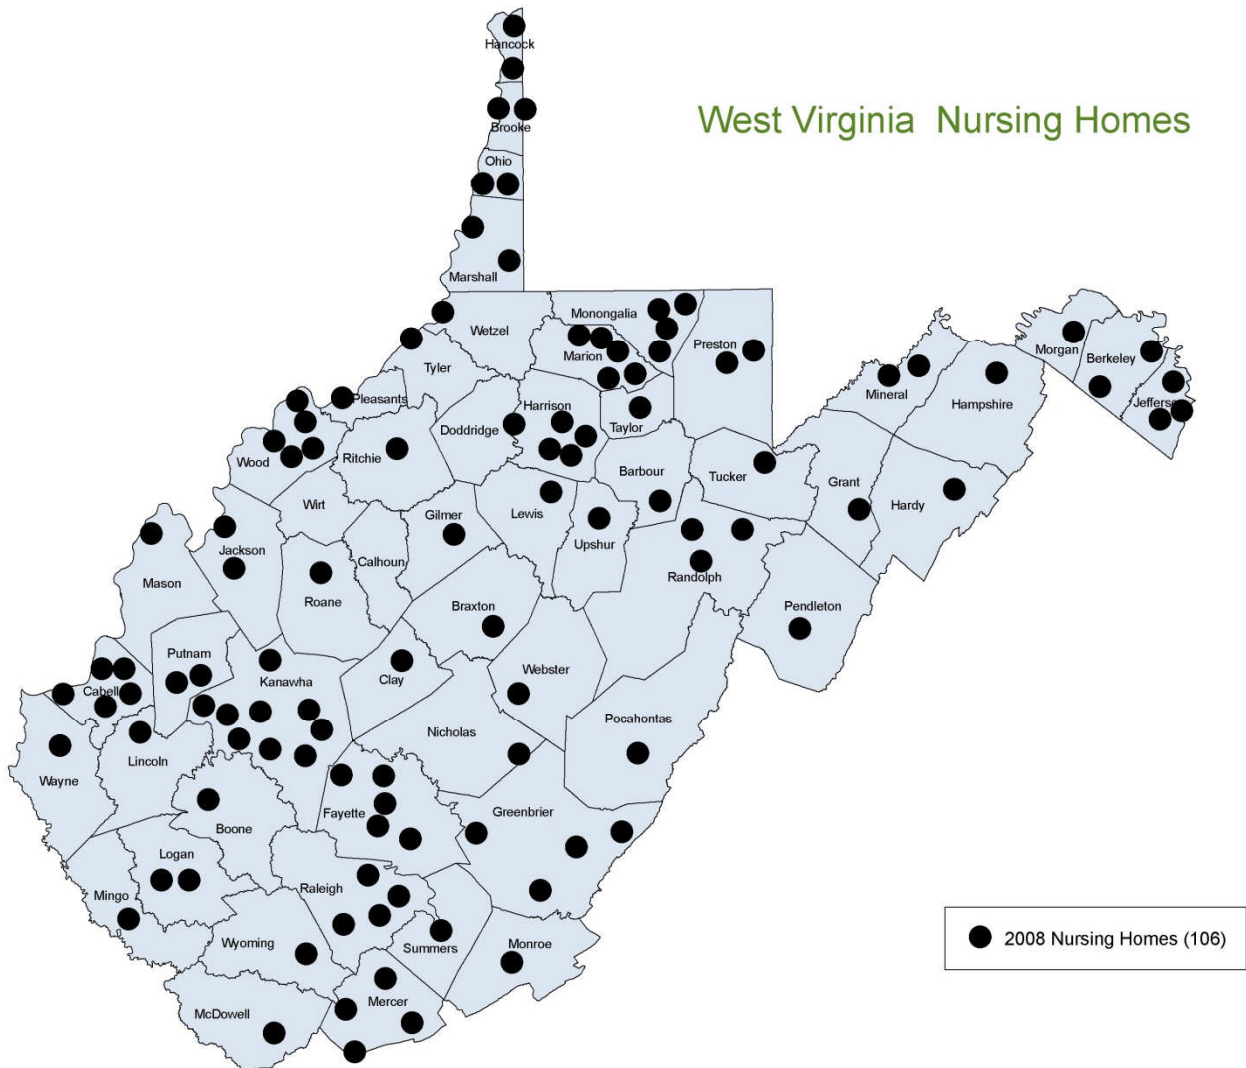 Hancock
West Virginia  Nursing Homes
Brooke
Ohio
Marshall
Monongalia
Wetzel
Preston
Marion
Morgan
Berkeley
Tyler
Mineral
Pleasants
Hampshire
Jefferso
Harrison
Taylor
Doddridge
Ritchie
Wood
Barbour
Tucker
Grant
Wirt
Lewis
Hardy
Gilmer
Upshur
Jackson
Calhoun
Mason
Randolph
Roane
Braxton
Pendleton
Putnam
Webster
Clay
Kanawha
Cabell
Pocahontas
Nicholas
Lincoln
Wayne
Fayette
Greenbrier
Boone
Logan
Raleigh
Mingo
Wyoming
Summers
Monroe
2008 Nursing Homes (106)
Mercer
McDowell